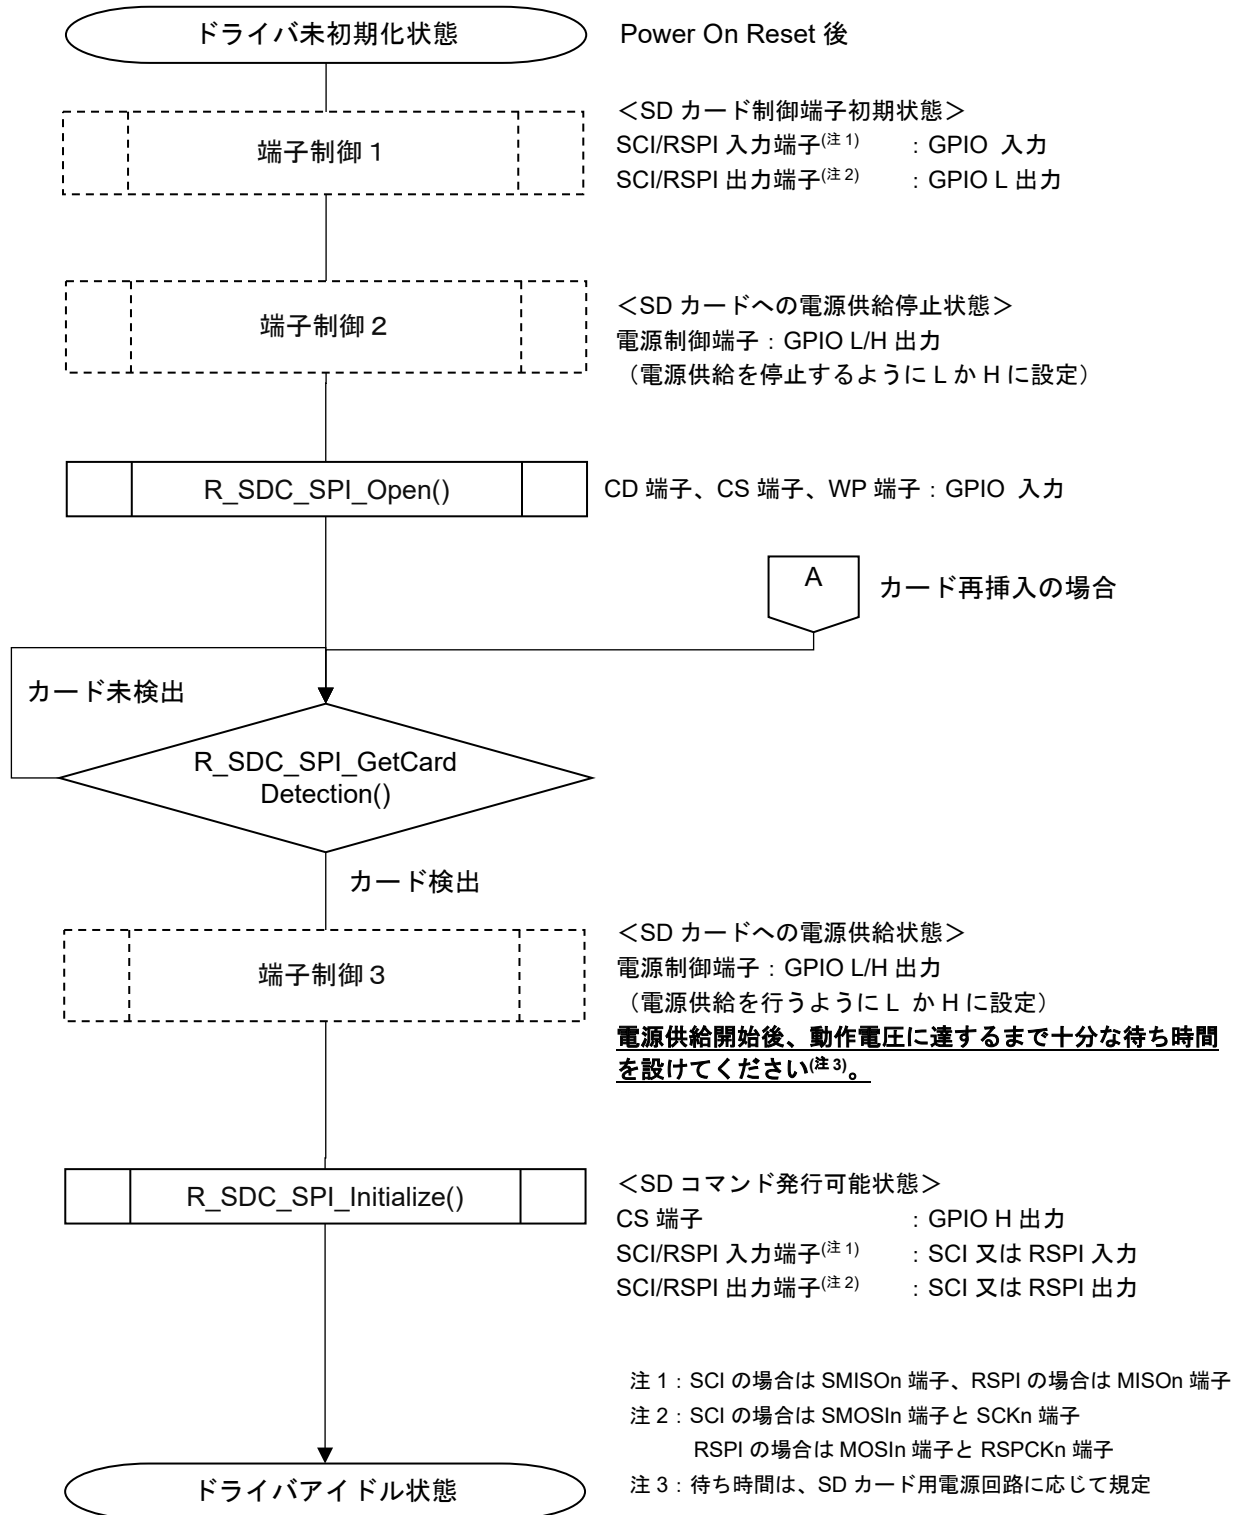 ドライバ未初期化状態
Power On Reset 後
<SD カード制御端子初期状態>
端子制御１
SCI/RSPI 入力端子(注 1) ：GPIO 入力
SCI/RSPI 出力端子(注 2) ：GPIO L 出力
<SD カードへの電源供給停止状態>
端子制御２
電源制御端子：GPIO L/H 出力
（電源供給を停止するように L か H に設定）
R_SDC_SPI_Open()
CD 端子、CS 端子、WP 端子：GPIO 入力
A
カード再挿入の場合
カード未検出
R_SDC_SPI_GetCard
Detection()
カード検出
<SD カードへの電源供給状態>
端子制御３
電源制御端子：GPIO L/H 出力
（電源供給を行うように L か H に設定）
電源供給開始後、動作電圧に達するまで十分な待ち時間
を設けてください(注 3)。
R_SDC_SPI_Initialize()
<SD コマンド発行可能状態>
CS 端子 ：GPIO H 出力
SCI/RSPI 入力端子(注 1) ：SCI 又は RSPI 入力
SCI/RSPI 出力端子(注 2) ：SCI 又は RSPI 出力
注 1：SCI の場合は SMISOn 端子、RSPI の場合は MISOn 端子
注 2：SCI の場合は SMOSIn 端子と SCKn 端子
RSPI の場合は MOSIn 端子と RSPCKn 端子
注 3：待ち時間は、SD カード用電源回路に応じて規定
ドライバアイドル状態